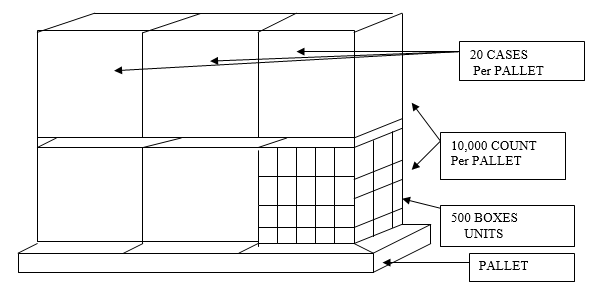 20 CASES
Per PALLET
10,000 COUNT
Per PALLET
500 BOXES
UNITS
PALLET